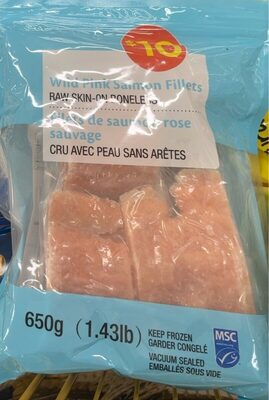 $10
Wild Pink Salmon Fillets
RAW SKIN-ON BONELESS
Filets de saumon rose
sauvage
CRU AVEC PEAU SANS ARÊTES
650g (1.43lb)
KEEP FROZEN
GARDER CONGELÉ
VACUUM SEALED
EMBALLÉS SOUS VIDE
MSC